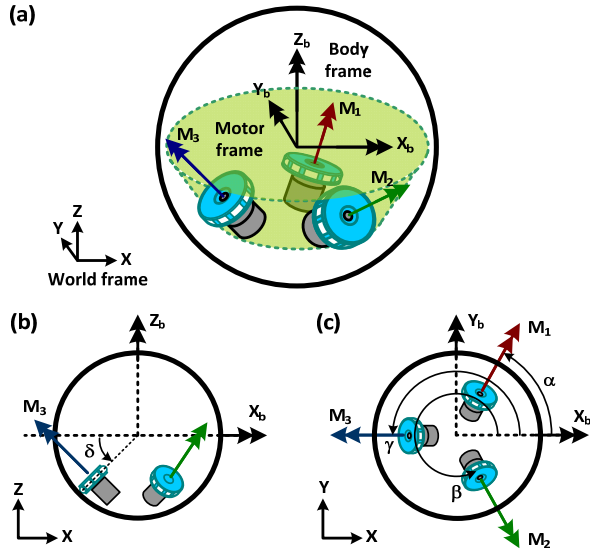 (a)
Z_b
Body
frame
Y_b
M_1
M_3
Motor
frame
X_b
M_2
Z
Y
X
World frame
(b)
Z_b
M_3
X_b
δ
Z
X
(c)
Y_b
M_1
α
M_3
X_b
γ
β
Y
X
M_2